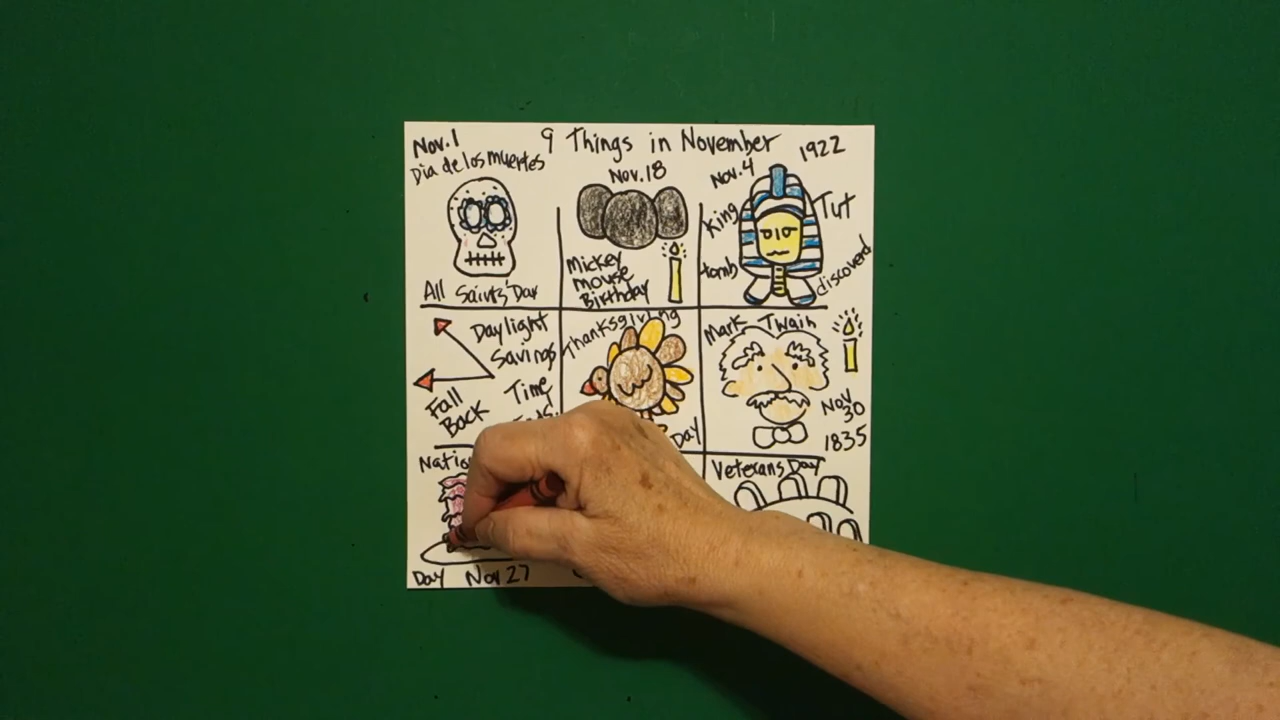 9 Things in November
Nov. 1
Dia de los muertes
All Saints' Day
Nov. 18
Mickey
Mouse
Birthday
Nov. 4
1922
King
Tut
tomb
discoverd
Daylight
Savings
Time
Fall
Back
Thanksgiving
Day
Mark Twain
Nov
30
1835
Day Nov 27
Veterans Day